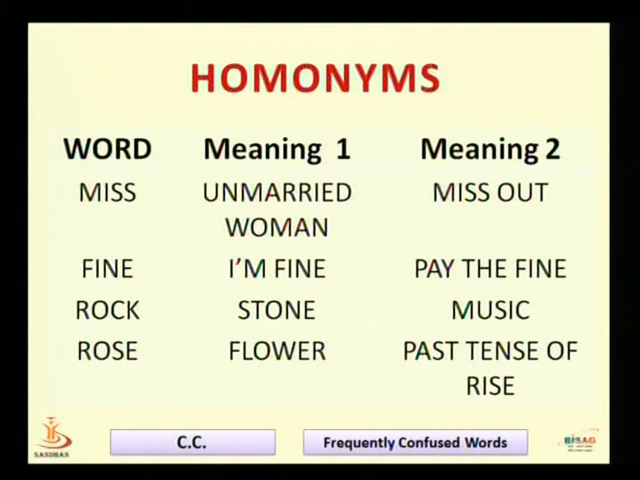 HOMONYMS
WORD Meaning 1 Meaning 2
MISS UNMARRIED WOMAN MISS OUT
FINE I'M FINE PAY THE FINE
ROCK STONE MUSIC
ROSE FLOWER PAST TENSE OF RISE
SANDHAS C.C. Frequently Confused Words BISAG